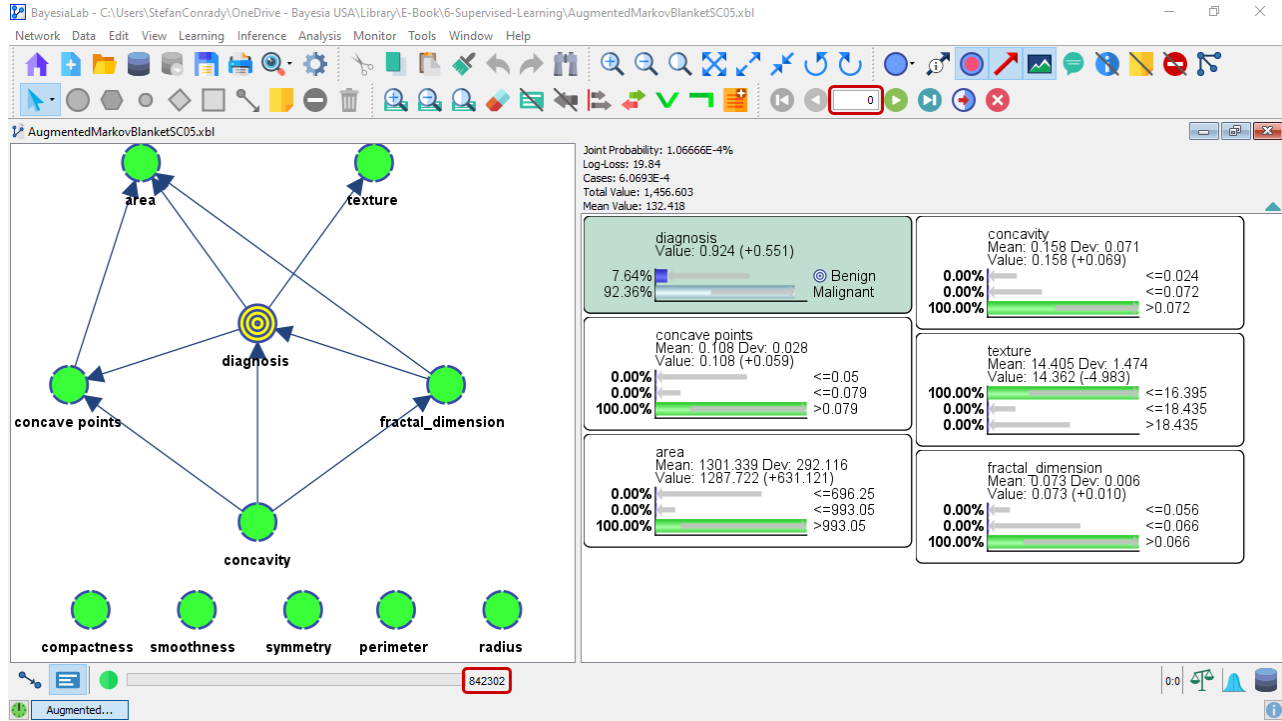 BayesiaLab - C:\Users\StefanConrady\OneDrive - Bayesia USA\Library\E-Book\6-Supervised-Learning\AugmentedMarkovBlanketSC05.xbl
Network Data Edit View Learning Inference Analysis Monitor Tools Window Help
0
AugmentedMarkovBlanketSC05.xbl
area
texture
diagnosis
concave points
fractal_dimension
concavity
compactness
smoothness
symmetry
perimeter
radius
Joint Probability: 1.06666E-4%
Log-Loss: 19.84
Cases: 6.0693E-4
Total Value: 1,456.603
Mean Value: 132.418
diagnosis
Value: 0.924 (+0.551)
7.64% Benign
92.36% Malignant
concave points
Mean: 0.108 Dev: 0.028
Value: 0.108 (+0.059)
0.00% <=0.05
0.00% <=0.079
100.00% >0.079
area
Mean: 1301.339 Dev: 292.116
Value: 1287.722 (+631.121)
0.00% <=696.25
0.00% <=993.05
100.00% >993.05
concavity
Mean: 0.158 Dev: 0.071
Value: 0.158 (+0.069)
0.00% <=0.024
0.00% <=0.072
100.00% >0.072
texture
Mean: 14.405 Dev: 1.474
Value: 14.362 (-4.983)
100.00% <=16.395
0.00% <=18.435
0.00% >18.435
fractal_dimension
Mean: 0.073 Dev: 0.006
Value: 0.073 (+0.010)
0.00% <=0.056
0.00% <=0.066
100.00% >0.066
842302
0:0
Augmented...